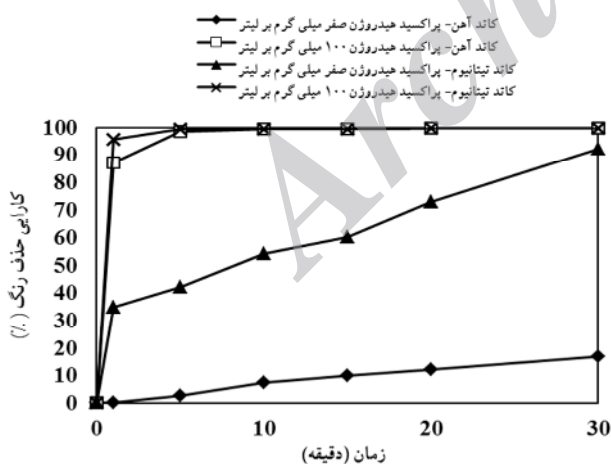 کاتد آهن- پراکسید هیدروژن صفر میلی گرم بر لیتر
کاتد آهن- پراکسید هیدروژن ۱۰۰ میلی گرم بر لیتر
کاتد تیتانیوم- پراکسید هیدروژن صفر میلی گرم بر لیتر
کاتد تیتانیوم- پراکسید هیدروژن ۱۰۰ میلی گرم بر لیتر
100
90
80
70
60
50
40
30
20
10
0
کارایی حذف رنگ (٪)
0 10 20 30
زمان (دقیقه)
Arch